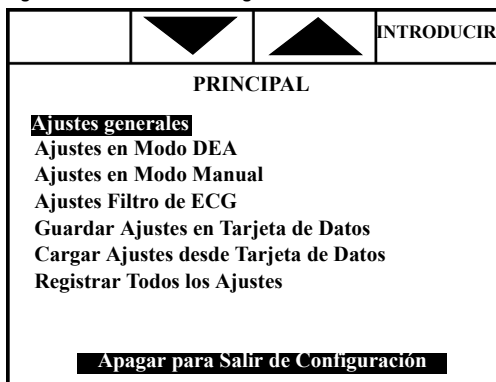 INTRODUCIR
PRINCIPAL
Ajustes generales
Ajustes en Modo DEA
Ajustes en Modo Manual
Ajustes Filtro de ECG
Guardar Ajustes en Tarjeta de Datos
Cargar Ajustes desde Tarjeta de Datos
Registrar Todos los Ajustes
Apagar para Salir de Configuración